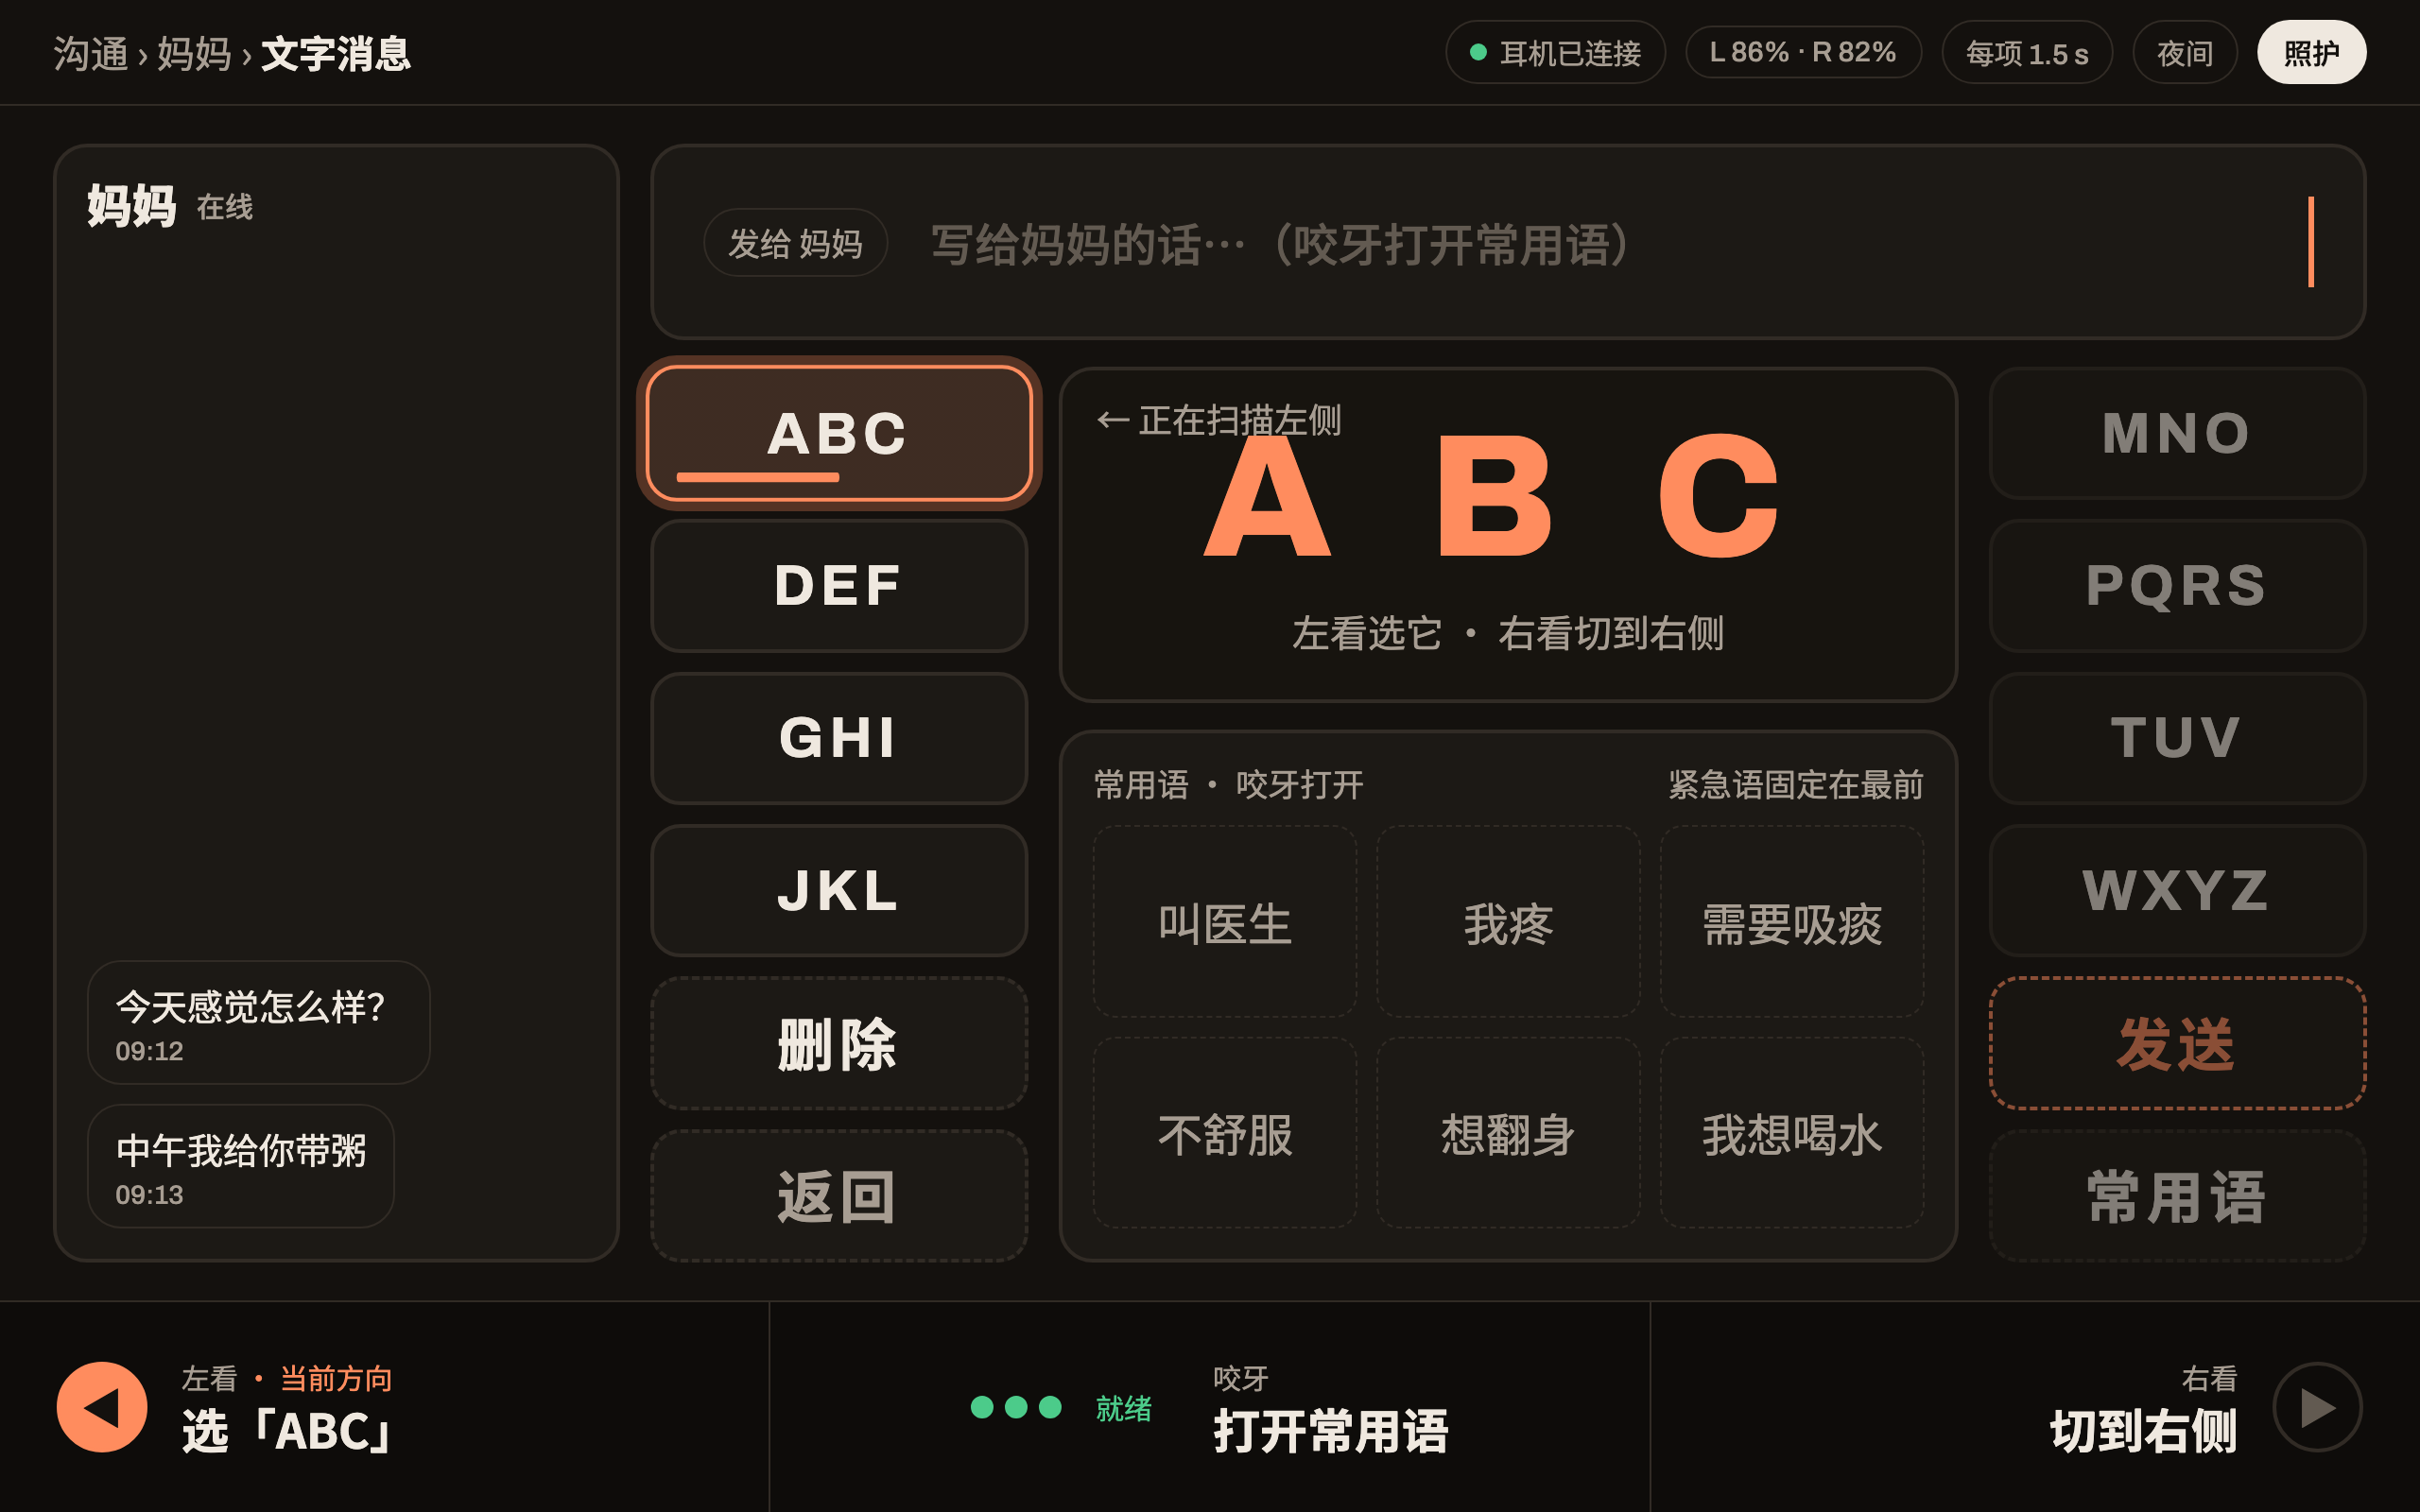 沟通 › 妈妈 › 文字消息
耳机已连接
L 86% · R 82%
每项 1.5 s
夜间
照护
妈妈 在线
今天感觉怎么样?
09:12
中午我给你带粥
09:13
发给 妈妈
写给妈妈的话…（咬牙打开常用语）
ABC
DEF
GHI
JKL
删除
返回
← 正在扫描左侧
A B C
左看选它 · 右看切到右侧
常用语 · 咬牙打开
紧急语固定在最前
叫医生
我疼
需要吸痰
不舒服
想翻身
我想喝水
MNO
PQRS
TUV
WXYZ
发送
常用语
左看 · 当前方向
选「ABC」
就绪
咬牙
打开常用语
右看
切到右侧